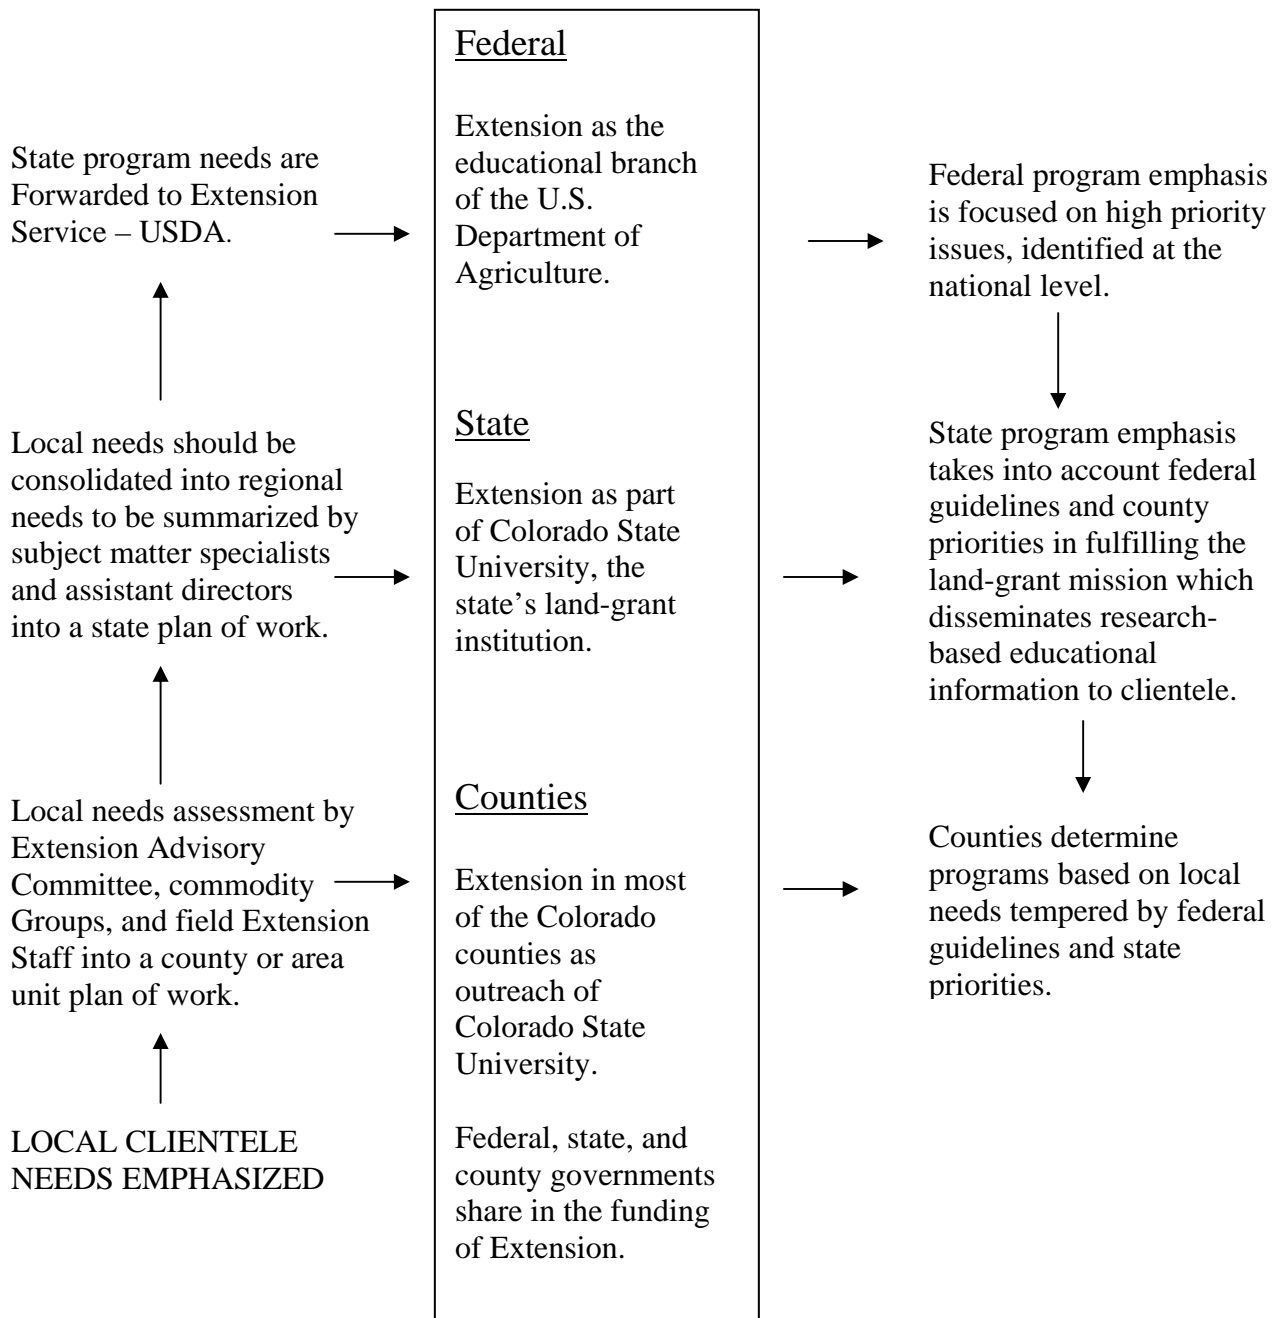 State program needs are
Forwarded to Extension
Service – USDA.
Local needs should be
consolidated into regional
needs to be summarized by
subject matter specialists
and assistant directors
into a state plan of work.
Local needs assessment by
Extension Advisory
Committee, commodity
Groups, and field Extension
Staff into a county or area
unit plan of work.
LOCAL CLIENTELE
NEEDS EMPHASIZED
Federal
Extension as the
educational branch
of the U.S.
Department of
Agriculture.
State
Extension as part
of Colorado State
University, the
state’s land-grant
institution.
Counties
Extension in most
of the Colorado
counties as
outreach of
Colorado State
University.
Federal, state, and
county governments
share in the funding
of Extension.
Federal program emphasis
is focused on high priority
issues, identified at the
national level.
State program emphasis
takes into account federal
guidelines and county
priorities in fulfilling the
land-grant mission which
disseminates research-
based educational
information to clientele.
Counties determine
programs based on local
needs tempered by federal
guidelines and state
priorities.